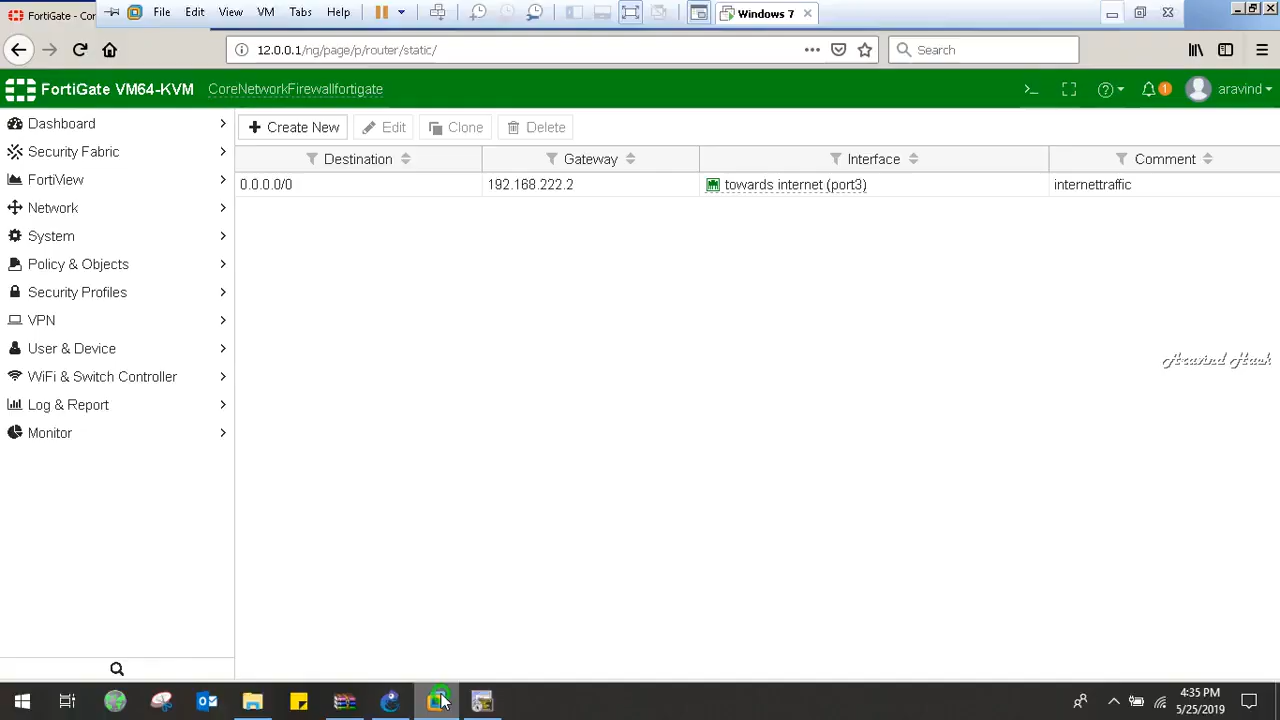 FortiGate - Cor
File Edit View VM Tabs Help
Windows 7
12.0.0.1/ng/page/p/router/static/
Search
FortiGate VM64-KVM
CoreNetworkFirewallfortigate
1
aravind
Dashboard
Security Fabric
FortiView
Network
System
Policy & Objects
Security Profiles
VPN
User & Device
WiFi & Switch Controller
Log & Report
Monitor
Create New Edit Clone Delete
Destination Gateway Interface Comment
0.0.0.0/0 192.168.222.2 towards internet (port3) internettraffic
Aravind Hack
4:35 PM
5/25/2019